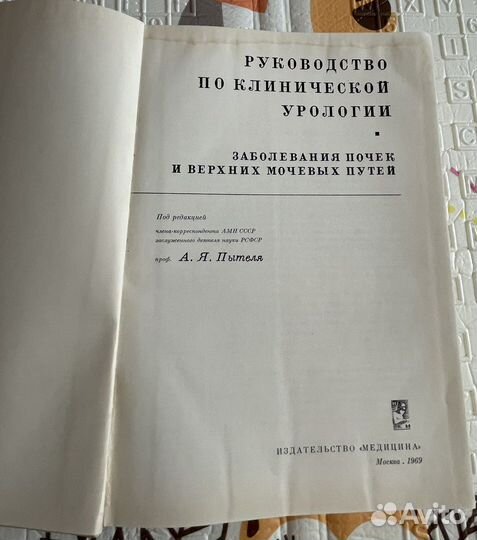 РУКОВОДСТВО
ПО КЛИНИЧЕСКОЙ
УРОЛОГИИ
ЗАБОЛЕВАНИЯ ПОЧЕК
И ВЕРХНИХ МОЧЕВЫХ ПУТЕЙ
Под редакцией
члена-корреспондента АМН СССР
заслуженного деятеля науки РСФСР
проф. А. Я. Пытеля
ИЗДАТЕЛЬСТВО «МЕДИЦИНА»
Москва . 1969
Avito